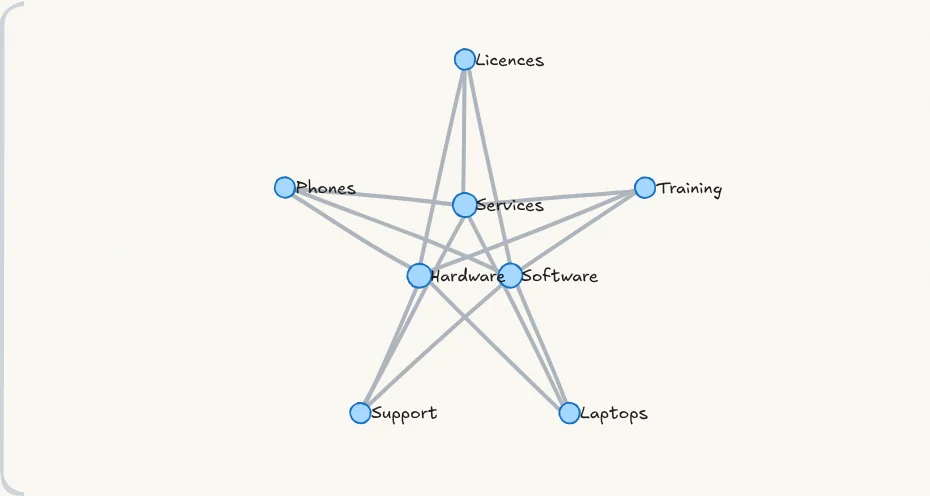 Licences
Phones
Training
Services
Hardware
Software
Support
Laptops